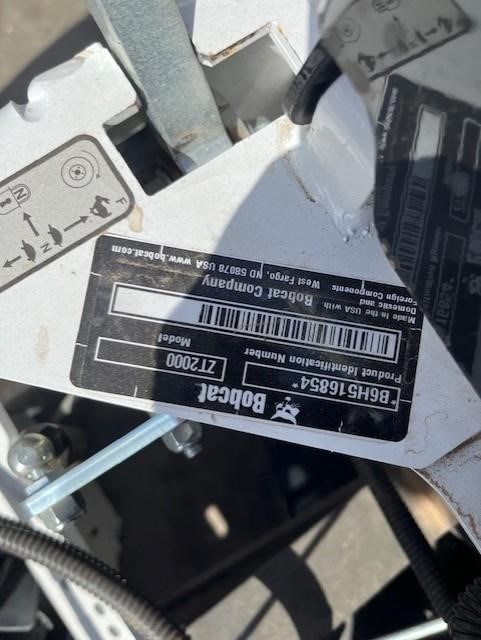 Bobcat
Product Identification Number
*B6H516854*
Model
ZT2000
Made in the USA with
Domestic and
Foreign Components
Bobcat Company
West Fargo, ND 58078 USA
www.bobcat.com
F
N
N